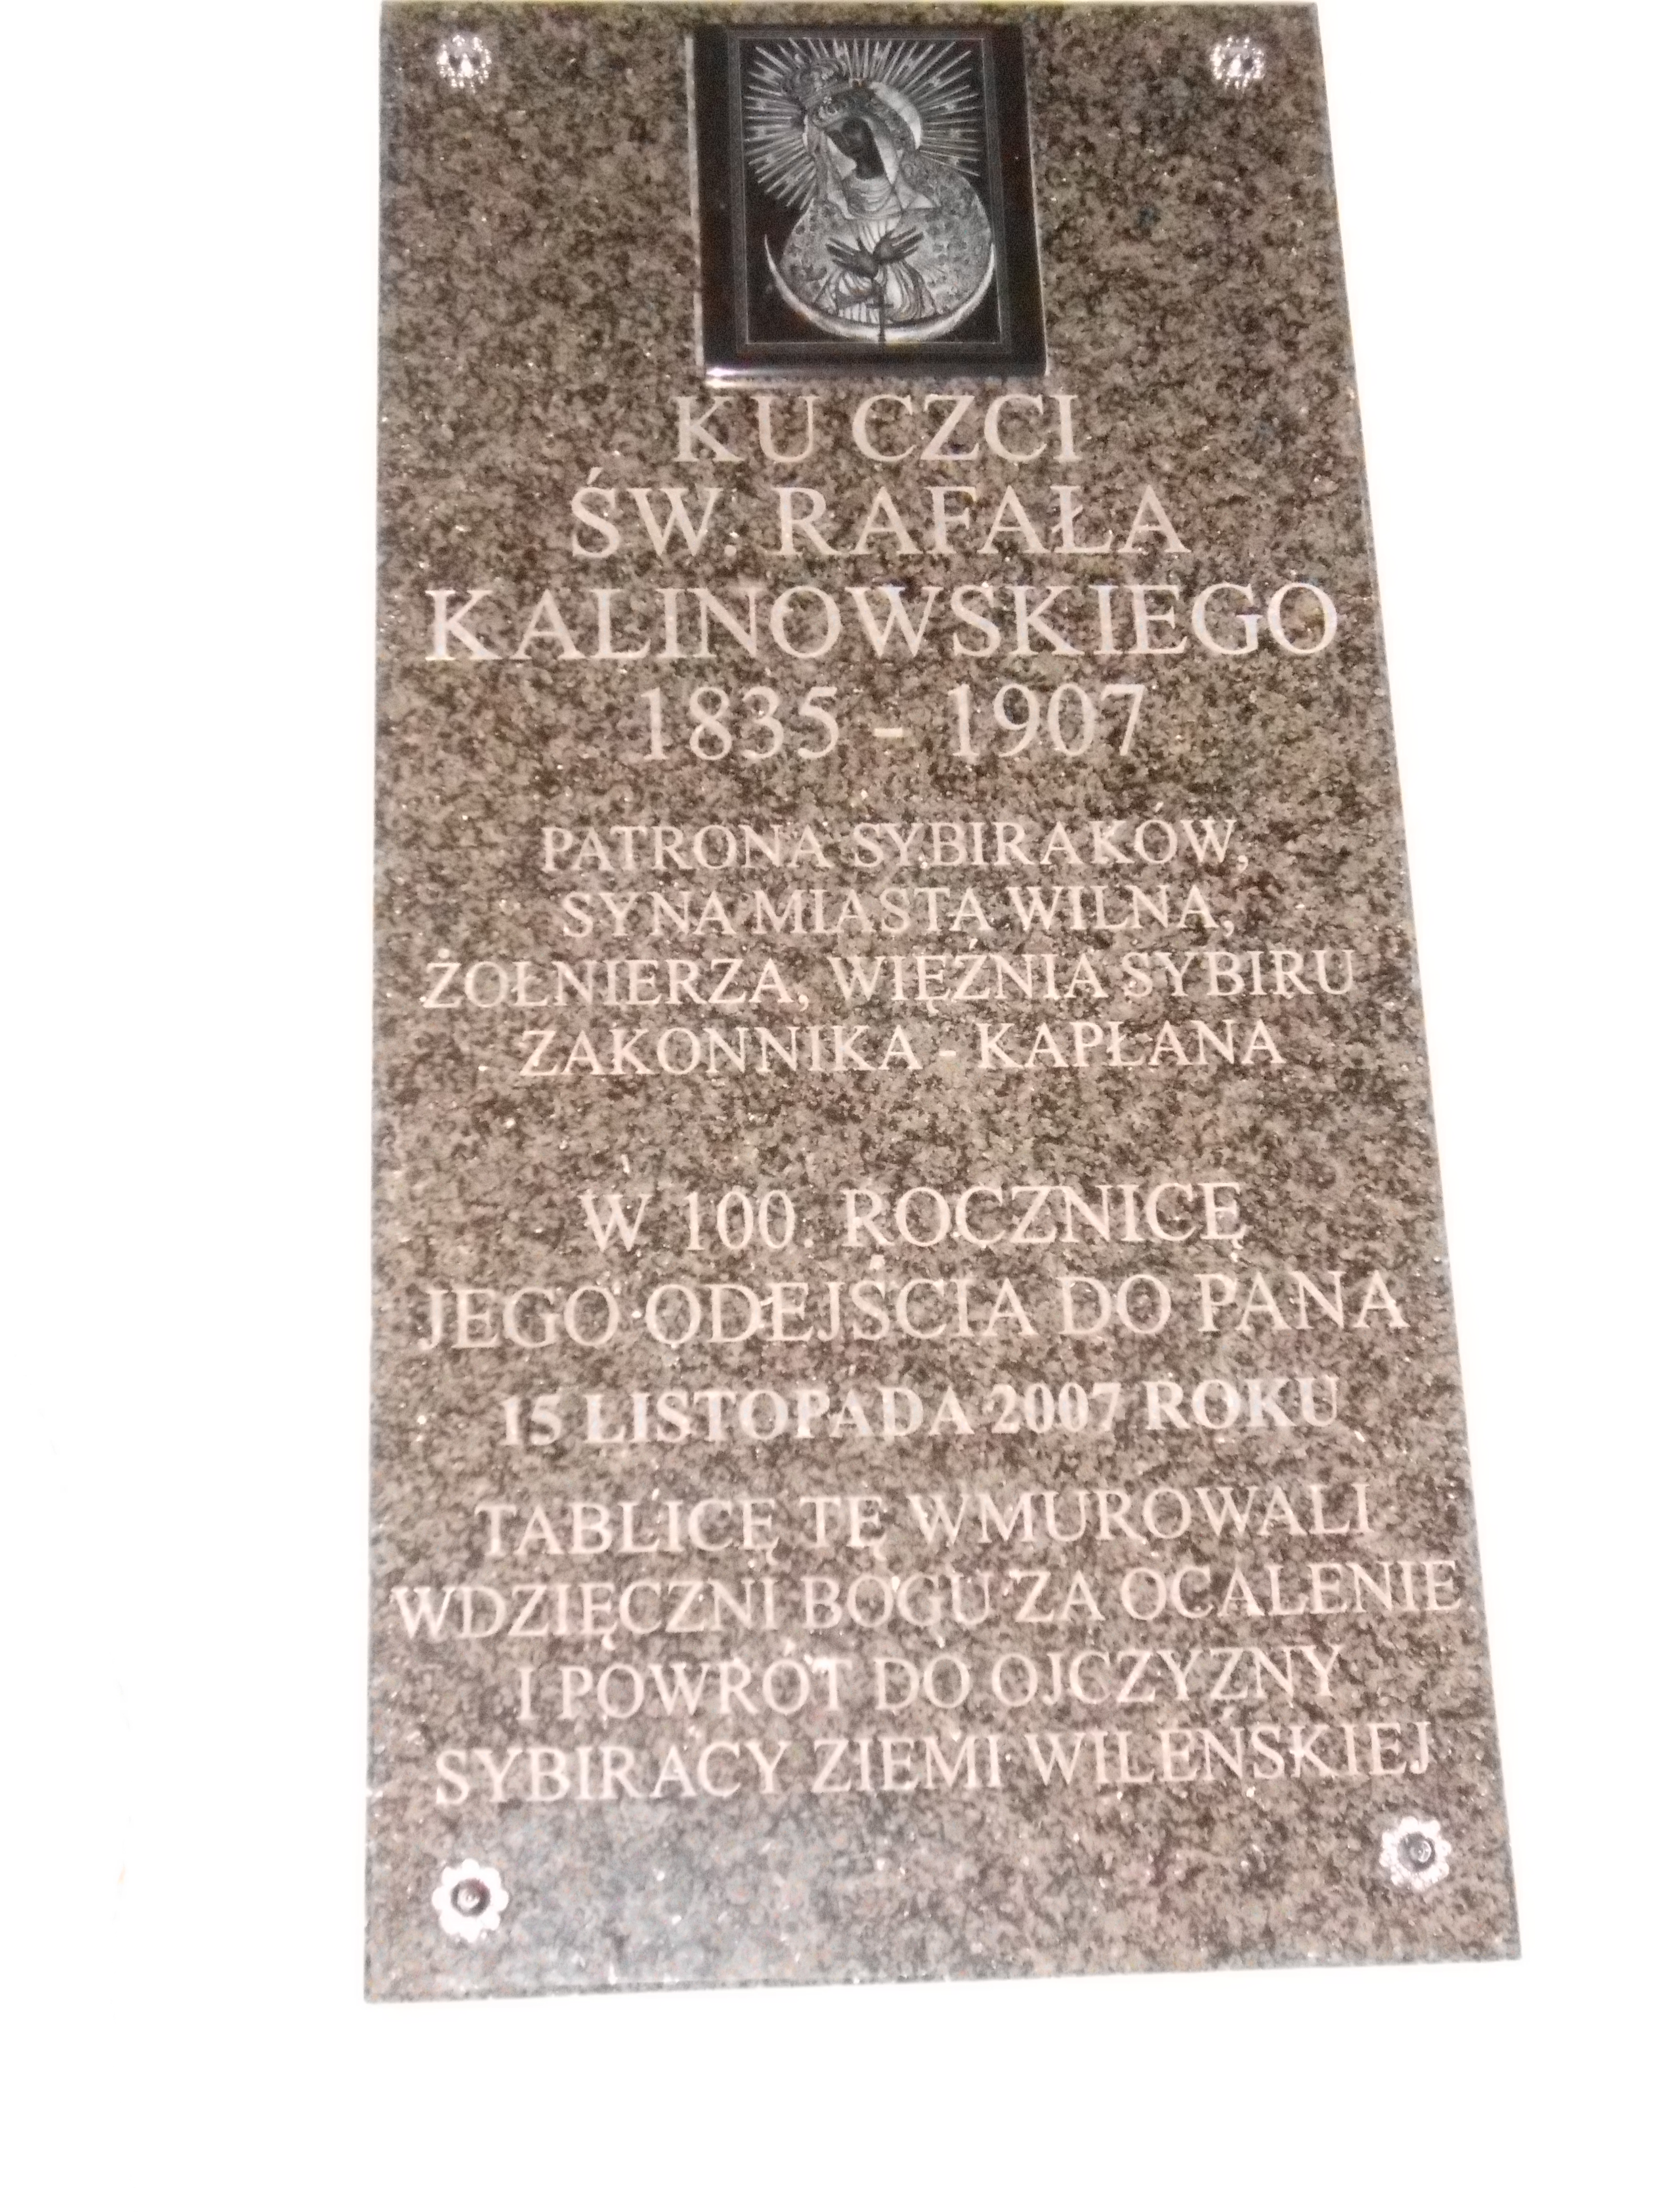 KU CZCI
ŚW. RAFAŁA
KALINOWSKIEGO
1835 - 1907
PATRONA SYBIRAKÓW,
SYNA MIASTA WILNA,
ŻOŁNIERZA, WIĘŹNIA SYBIRU
ZAKONNIKA - KAPŁANA
W 100. ROCZNICĘ
JEGO ODEJŚCIA DO PANA
15 LISTOPADA 2007 ROKU
TABLICĘ TĘ WMUROWALI
WDZIĘCZNI BOGU ZA OCALENIE
I POWRÓT DO OJCZYZNY
SYBIRACY ZIEMI WILEŃSKIEJ